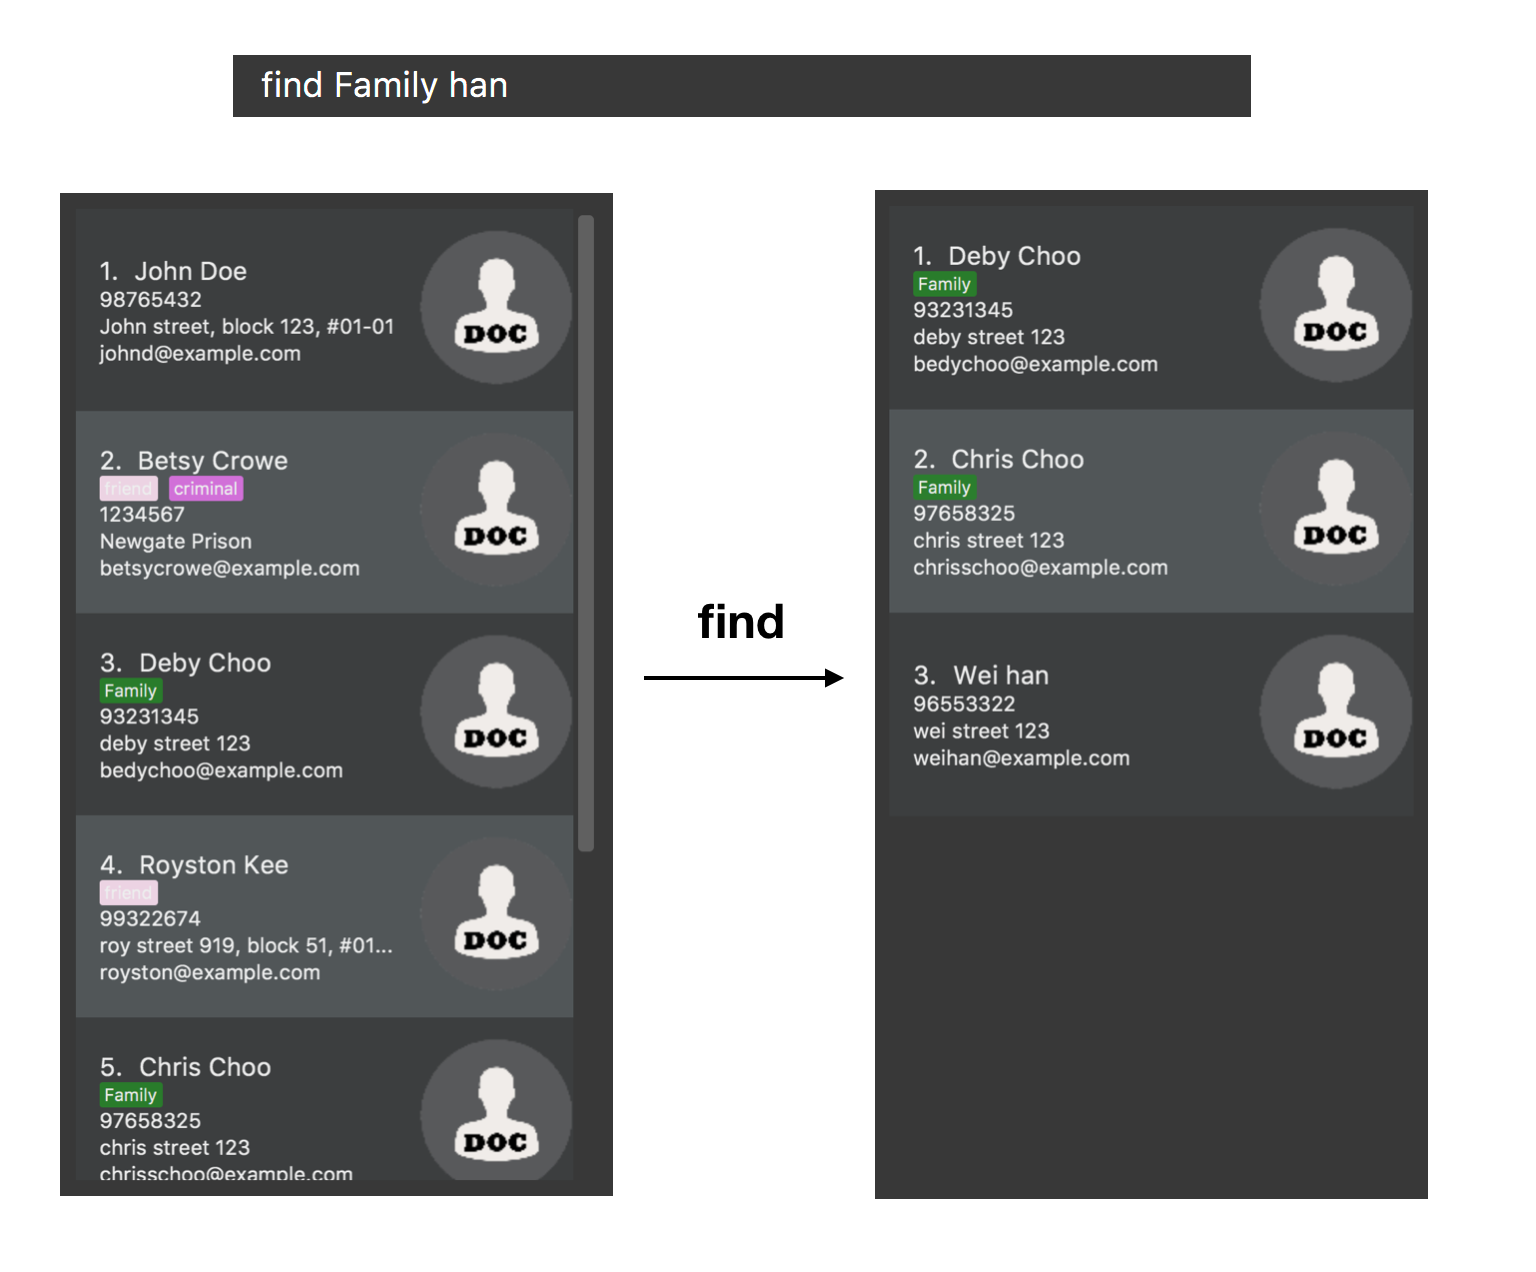 find Family han
1. John Doe
98765432
John street, block 123, #01-01
johnd@example.com
DOC
2. Betsy Crowe
friend criminal
1234567
Newgate Prison
betsycrowe@example.com
DOC
3. Deby Choo
Family
93231345
deby street 123
bedychoo@example.com
DOC
4. Royston Kee
friend
99322674
roy street 919, block 51, #01...
royston@example.com
DOC
5. Chris Choo
Family
97658325
chris street 123
chrisschoo@example.com
DOC
find
1. Deby Choo
Family
93231345
deby street 123
bedychoo@example.com
DOC
2. Chris Choo
Family
97658325
chris street 123
chrisschoo@example.com
DOC
3. Wei han
96553322
wei street 123
weihan@example.com
DOC